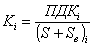 K_i = ПДК_i / (S + S_в)_i